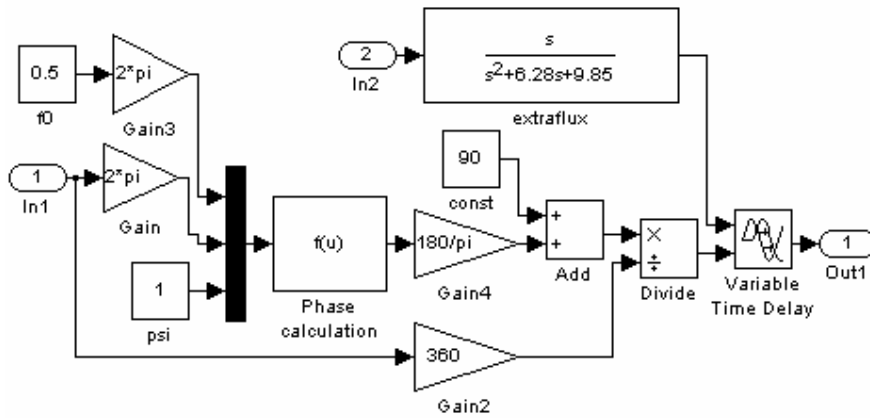 0.5
f0
2*pi
Gain3
1
In1
2*pi
Gain
1
psi
f(u)
Phase
calculation
180/pi
Gain4
360
Gain2
2
In2
s
s²+6.28s+9.85
extraflux
90
const
+
+
Add
×
÷
Divide
Variable
Time Delay
1
Out1